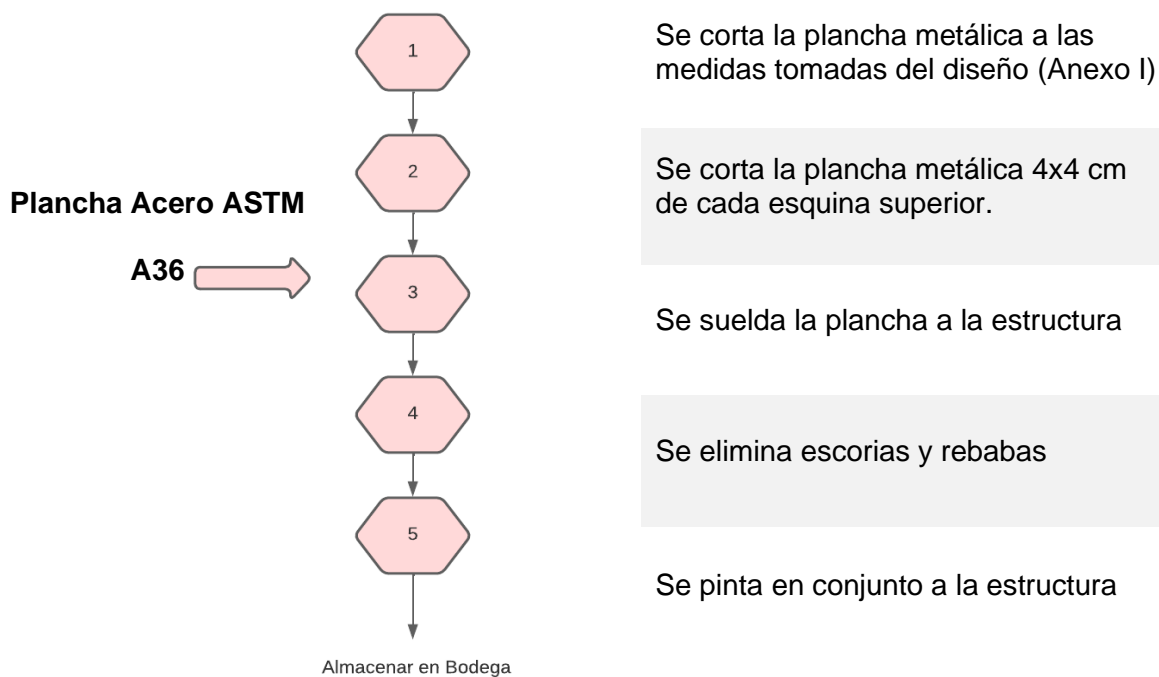 1
Se corta la plancha metálica a las
medidas tomadas del diseño (Anexo I)
2
Se corta la plancha metálica 4x4 cm
de cada esquina superior.
Plancha Acero ASTM
A36
3
Se suelda la plancha a la estructura
4
Se elimina escorias y rebabas
5
Se pinta en conjunto a la estructura
Almacenar en Bodega